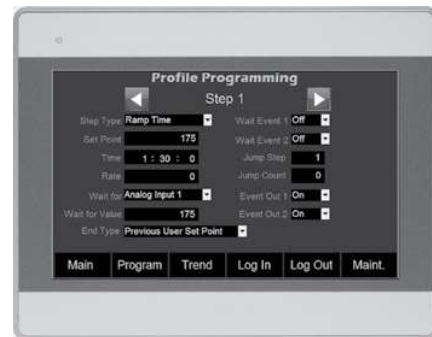 Profile Programming
Step 1
Step Type Ramp Time Wait Event 1 Off
Set Point 175 Wait Event 2 Off
Time 1 : 30 : 0 Jump Step 1
Rate 0 Jump Count 0
Wait for Analog Input 1 Event Out 1 On
Wait for Value 175 Event Out 2 On
End Type Previous User Set Point
Main Program Trend Log In Log Out Maint.